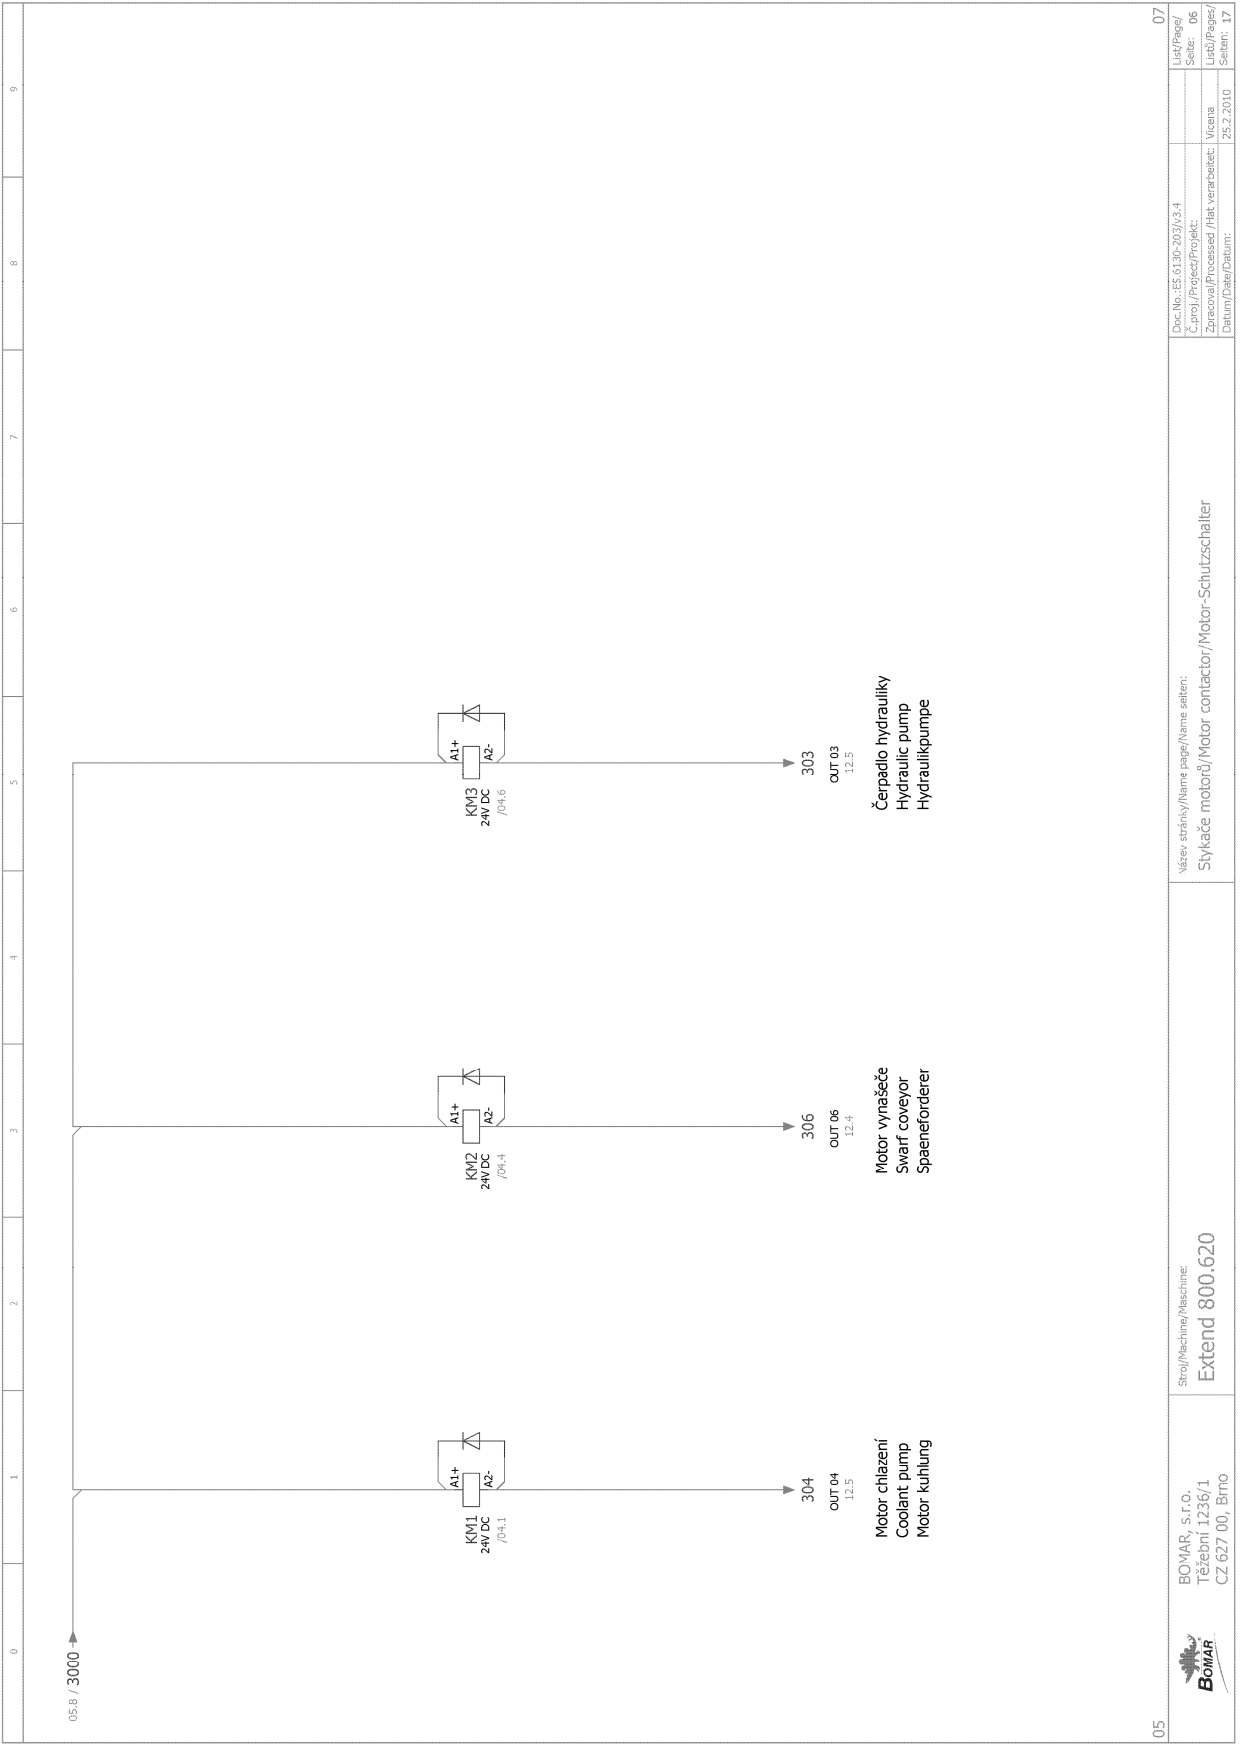 0
1
2
3
4
5
6
7
8
9
05.8 / 3000
A1+
A2-
KM1
24V DC
/04.1
304
OUT 04
12.5
Motor chlazení
Coolant pump
Motor kuhlung
A1+
A2-
KM2
24V DC
/04.4
306
OUT 06
12.4
Motor vynašeče
Swarf coveyor
Spaeneforderer
A1+
A2-
KM3
24V DC
/04.6
303
OUT 03
12.5
Čerpadlo hydrauliky
Hydraulic pump
Hydraulikpumpe
05
07
BOMAR
BOMAR, s.r.o.
Těžební 1236/1
CZ 627 00, Brno
Stroj/Machine/Maschine:
Extend 800.620
Název stránky/Name page/Name seiten:
Stykače motorů/Motor contactor/Motor-Schutzschalter
Doc.No.:ES.6130-203/v3.4
Č.proj./Project/Projekt:
Zpracoval/Processed /Hat verarbeitet: Vicena
Datum/Date/Datum: 25.2.2010
List/Page/
Seite: 06
Listů/Pages/
Seiten: 17